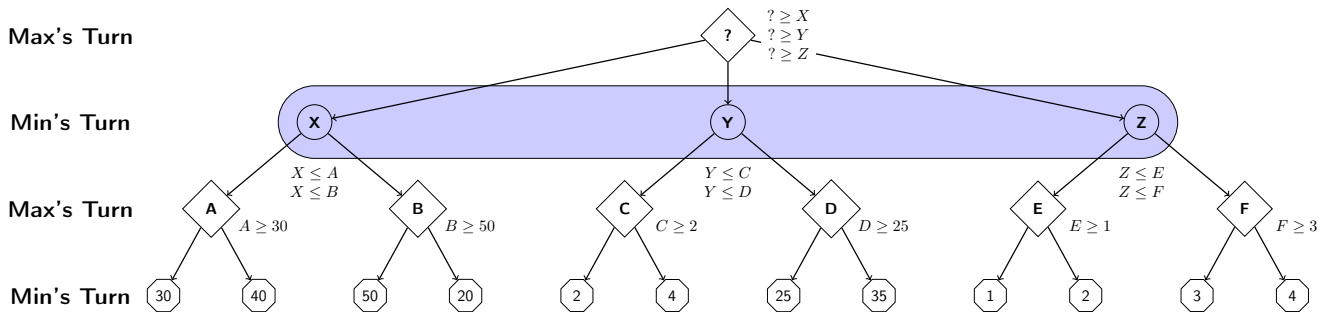 Max's Turn
?
? ≥ X
? ≥ Y
? ≥ Z
Min's Turn
X
Y
Z
X ≤ A
X ≤ B
Y ≤ C
Y ≤ D
Z ≤ E
Z ≤ F
Max's Turn
A
A ≥ 30
B
B ≥ 50
C
C ≥ 2
D
D ≥ 25
E
E ≥ 1
F
F ≥ 3
Min's Turn
30
40
50
20
2
4
25
35
1
2
3
4